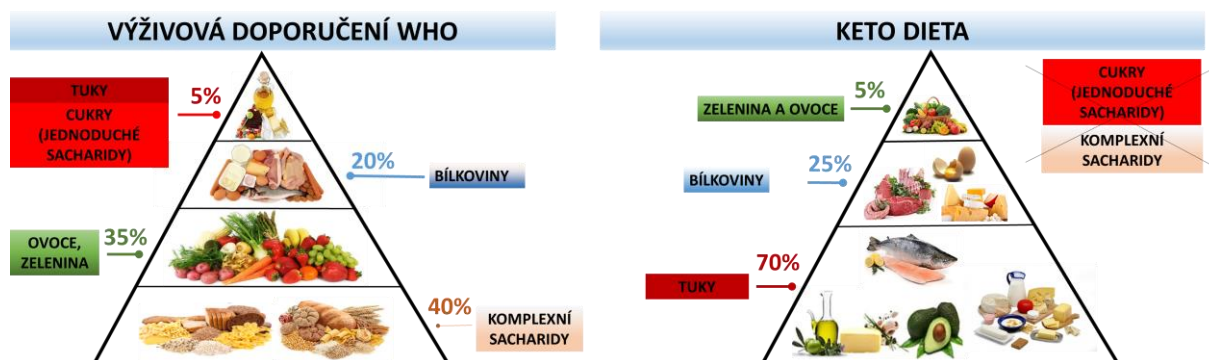 VÝŽIVOVÁ DOPORUČENÍ WHO
TUKY
CUKRY
(JEDNODUCHÉ
SACHARIDY)
5%
20%
BÍLKOVINY
OVOCE,
ZELENINA
35%
40%
KOMPLEXNÍ
SACHARIDY
KETO DIETA
ZELENINA A OVOCE
5%
CUKRY
(JEDNODUCHÉ
SACHARIDY)
KOMPLEXNÍ
SACHARIDY
BÍLKOVINY
25%
TUKY
70%